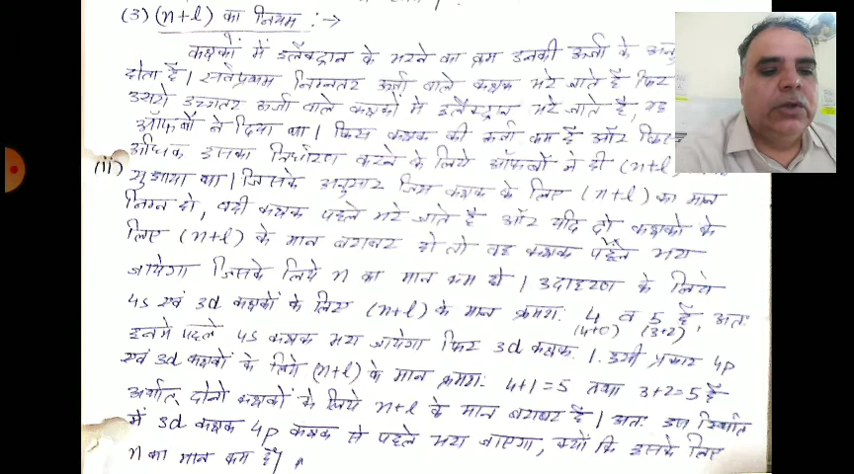 (3) (n+l) का नियम :→
कक्षकों में इलेक्ट्रान के भरने का क्रम उनकी ऊर्जा के
होता है। सर्वप्रथम निम्नतर ऊर्जा वाले कक्षक भरे जाते है फिर
उससे उच्चतर ऊर्जा वाले कक्षकों में इलैक्ट्रान भरे जाते है, यह
ऑफबौ ने दिया था। किस कक्षक की ऊर्जा कम है और
(ii) अधिक इसका निर्धारण करने के लिये ऑफबौ ने ही (n+l)
सुझाया था। जिसके अनुसार जिस कक्षक के लिए (n+l) का मान
निम्न हो, वही कक्षक पहले भरे जाते है और यदि दो कक्षको के
लिए (n+l) के मान बराबर हो तो वह कक्षक पहले भरा
जायेगा जिसके लिये n का मान कम हो। उदाहरण के लिये
4s एवं 3d कक्षकों के लिए (n+l) के मान क्रमश: 4 व 5 है, अत:
(4+0) (3+2)
इनमे पहले 4s कक्षक भरा जायेगा फिर 3d कक्षक। इसी प्रकार 4p
एवं 3d कक्षकों के लिये (n+l) के मान क्रमश: 4+1=5 तथा 3+2=5 है
अर्थात् दोनो कक्षकों के लिये n+l के मान बराबर है। अत: इस स्थिति
में 3d कक्षक 4p कक्षक से पहले भरा जाएगा, क्यों कि इसके लिए
n का मान कम है।